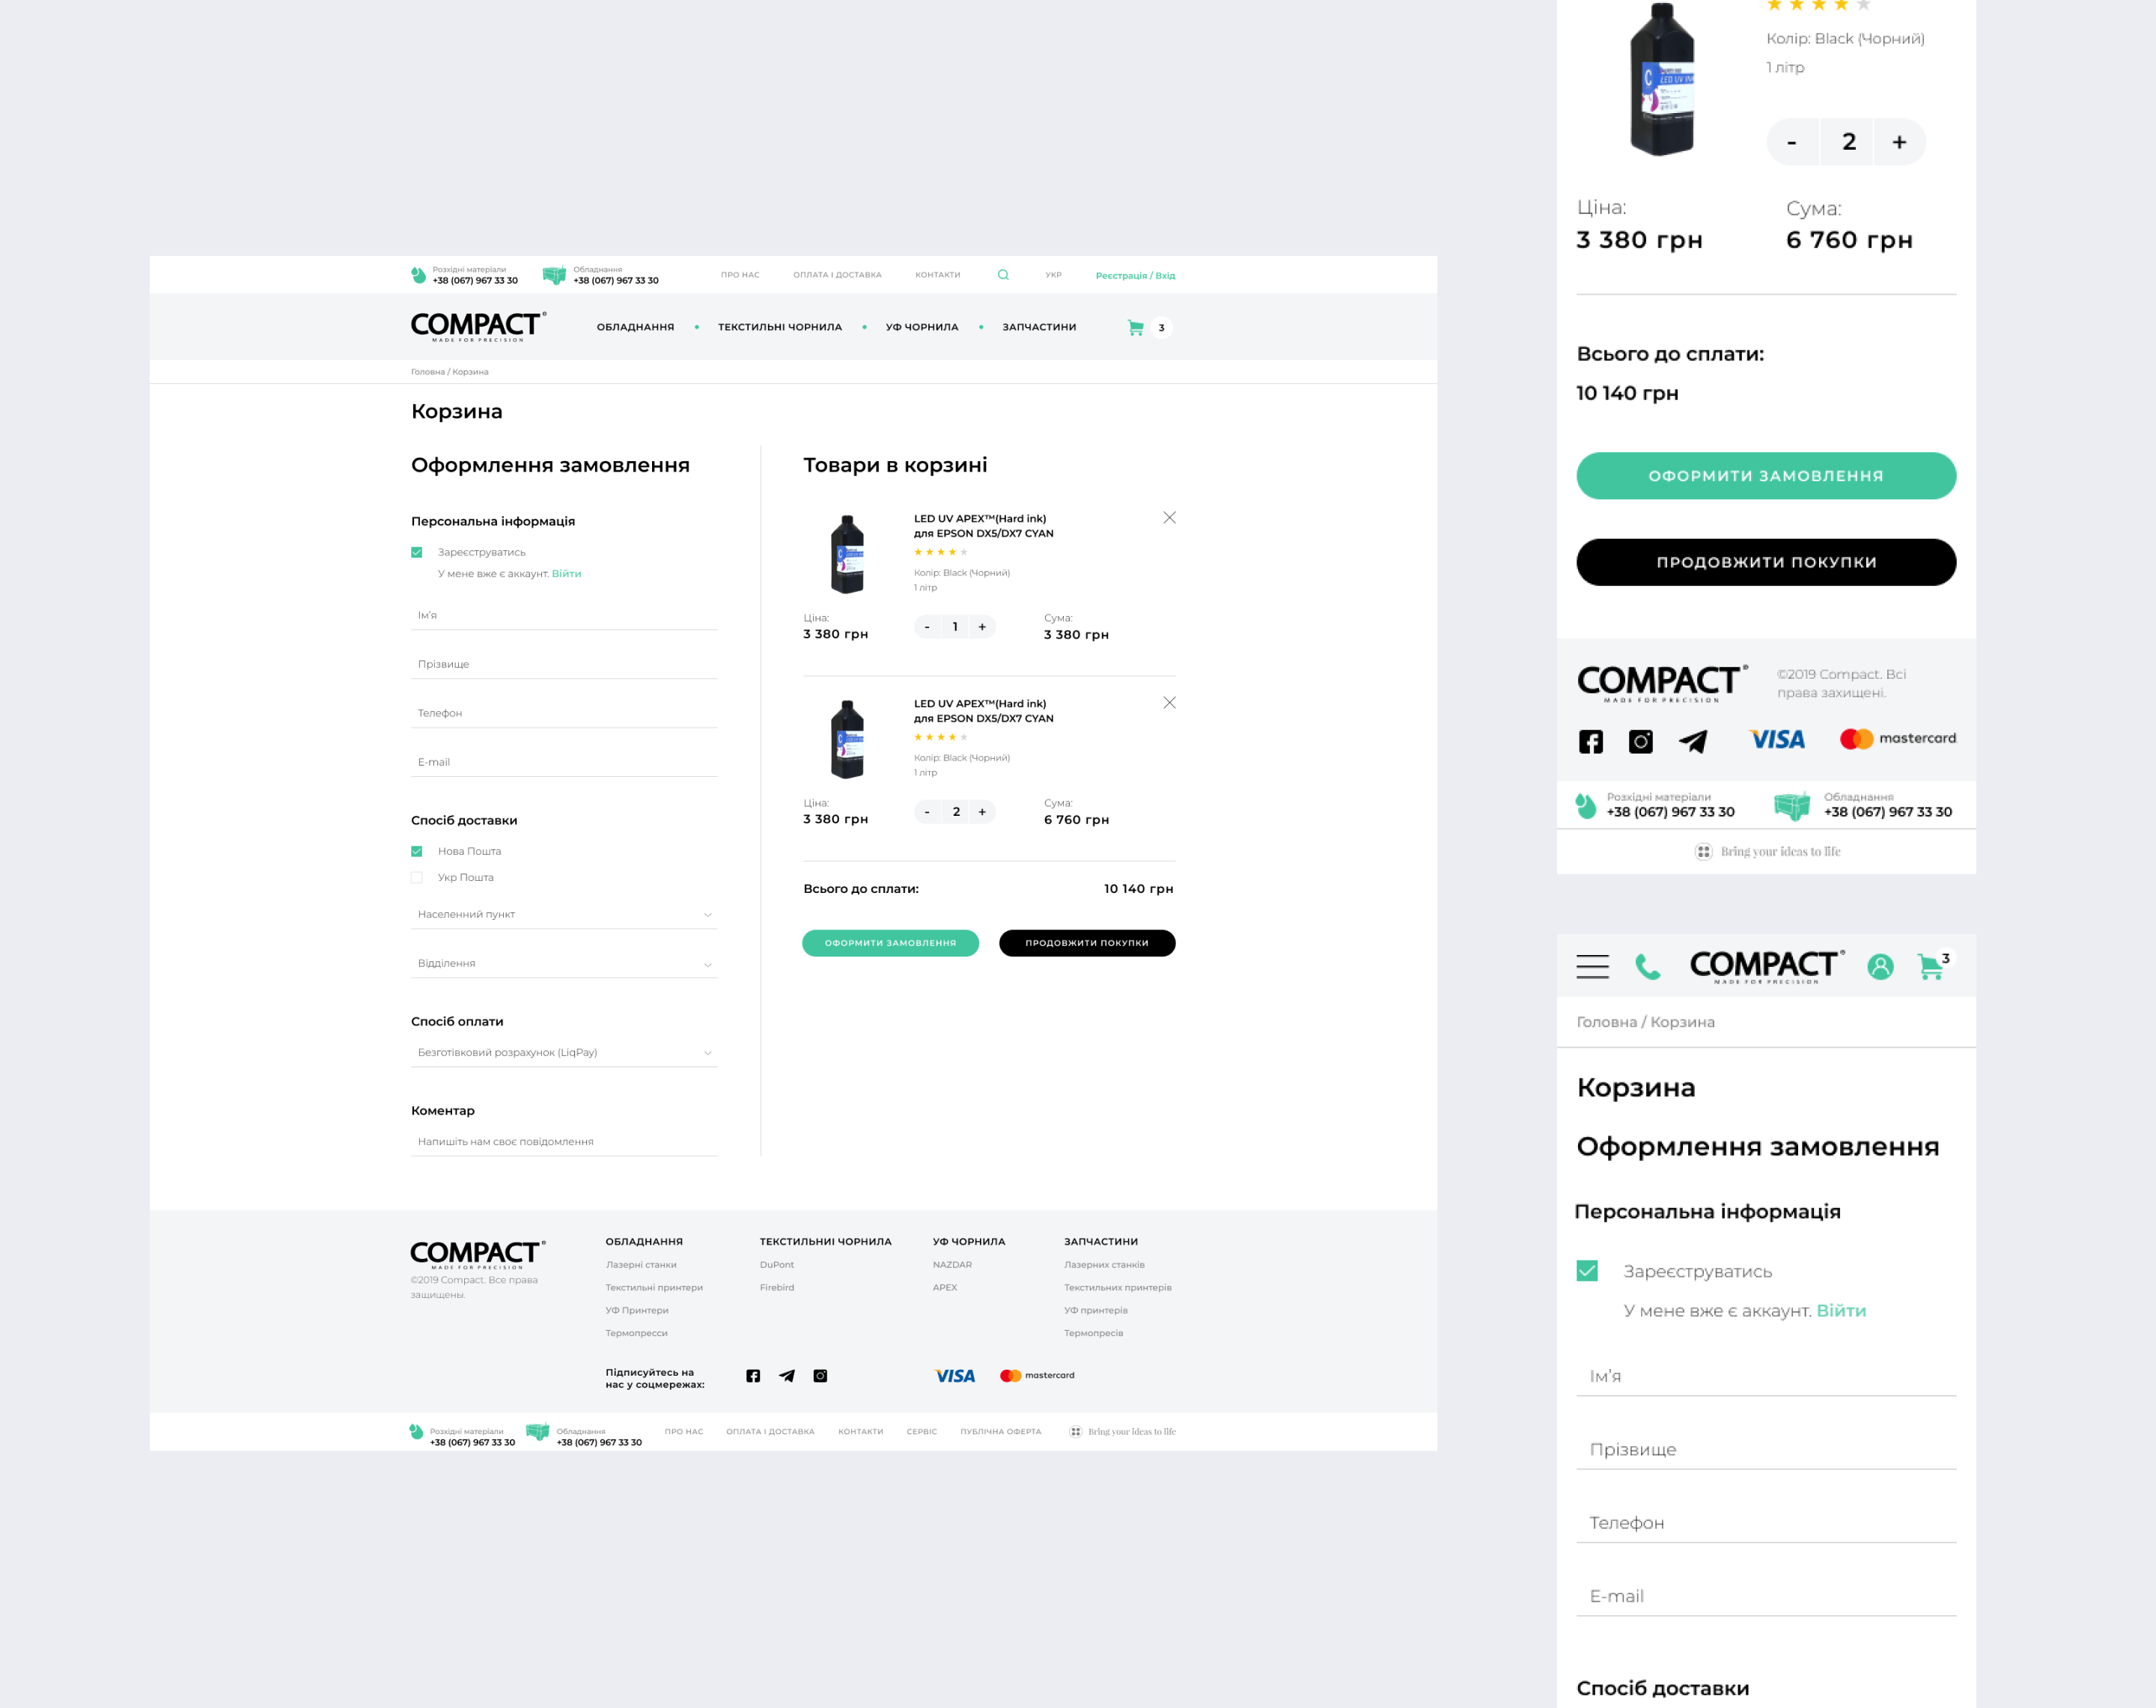 Розхідні матеріали
+38 (067) 967 33 30
Обладнання
+38 (067) 967 33 30
ПРО НАС
ОПЛАТА І ДОСТАВКА
КОНТАКТИ
УКР
Реєстрація / Вхід
COMPACT
MADE FOR PRECISION
ОБЛАДНАННЯ
ТЕКСТИЛЬНІ ЧОРНИЛА
УФ ЧОРНИЛА
ЗАПЧАСТИНИ
3
Головна / Корзина
Корзина
Оформлення замовлення
Персональна інформація
Зареєструватись
У мене вже є аккаунт. Війти
Ім'я
Прізвище
Телефон
E-mail
Спосіб доставки
Нова Пошта
Укр Пошта
Населенний пункт
Відділення
Спосіб оплати
Безготівковий розрахунок (LiqPay)
Коментар
Напишіть нам своє повідомлення
Товари в корзині
LED UV APEX™(Hard ink)
для EPSON DX5/DX7 CYAN
Колір: Black (Чорний)
1 літр
Ціна:
3 380 грн
- 1 +
Сума:
3 380 грн
LED UV APEX™(Hard ink)
для EPSON DX5/DX7 CYAN
Колір: Black (Чорний)
1 літр
Ціна:
3 380 грн
- 2 +
Сума:
6 760 грн
Всього до сплати:
10 140 грн
ОФОРМИТИ ЗАМОВЛЕННЯ
ПРОДОВЖИТИ ПОКУПКИ
COMPACT
MADE FOR PRECISION
©2019 Compact. Все права
защищены.
ОБЛАДНАННЯ
Лазерні станки
Текстильні принтери
УФ Принтери
Термопресси
ТЕКСТИЛЬНИІ ЧОРНИЛА
DuPont
Firebird
УФ ЧОРНИЛА
NAZDAR
APEX
ЗАПЧАСТИНИ
Лазерних станків
Текстильних принтерів
УФ принтерів
Термопресів
Підписуйтесь на
нас у соцмережах:
VISA
mastercard
Розхідні матеріали
+38 (067) 967 33 30
Обладнання
+38 (067) 967 33 30
ПРО НАС
ОПЛАТА І ДОСТАВКА
КОНТАКТИ
СЕРВІС
ПУБЛІЧНА ОФЕРТА
Bring your ideas to life
Колір: Black (Чорний)
1 літр
C
LED UV INK
- 2 +
Ціна:
3 380 грн
Сума:
6 760 грн
Всього до сплати:
10 140 грн
ОФОРМИТИ ЗАМОВЛЕННЯ
ПРОДОВЖИТИ ПОКУПКИ
COMPACT
MADE FOR PRECISION
©2019 Compact. Всі
права захищені.
VISA
mastercard
Розхідні матеріали
+38 (067) 967 33 30
Обладнання
+38 (067) 967 33 30
Bring your ideas to life
COMPACT
MADE FOR PRECISION
3
Головна / Корзина
Корзина
Оформлення замовлення
Персональна інформація
Зареєструватись
У мене вже є аккаунт. Війти
Ім'я
Прізвище
Телефон
E-mail
Спосіб доставки